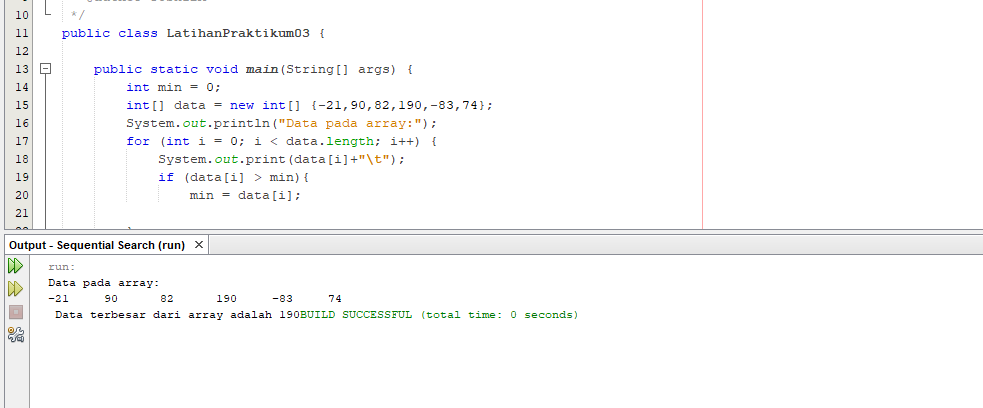 10 */
11 public class LatihanPraktikum03 {
12
13 public static void main(String[] args) {
14 int min = 0;
15 int[] data = new int[] {-21,90,82,190,-83,74};
16 System.out.println("Data pada array:");
17 for (int i = 0; i < data.length; i++) {
18 System.out.print(data[i]+"\t");
19 if (data[i] > min){
20 min = data[i];
21
Output - Sequential Search (run) ×
run:
Data pada array:
-21 90 82 190 -83 74
Data terbesar dari array adalah 190BUILD SUCCESSFUL (total time: 0 seconds)